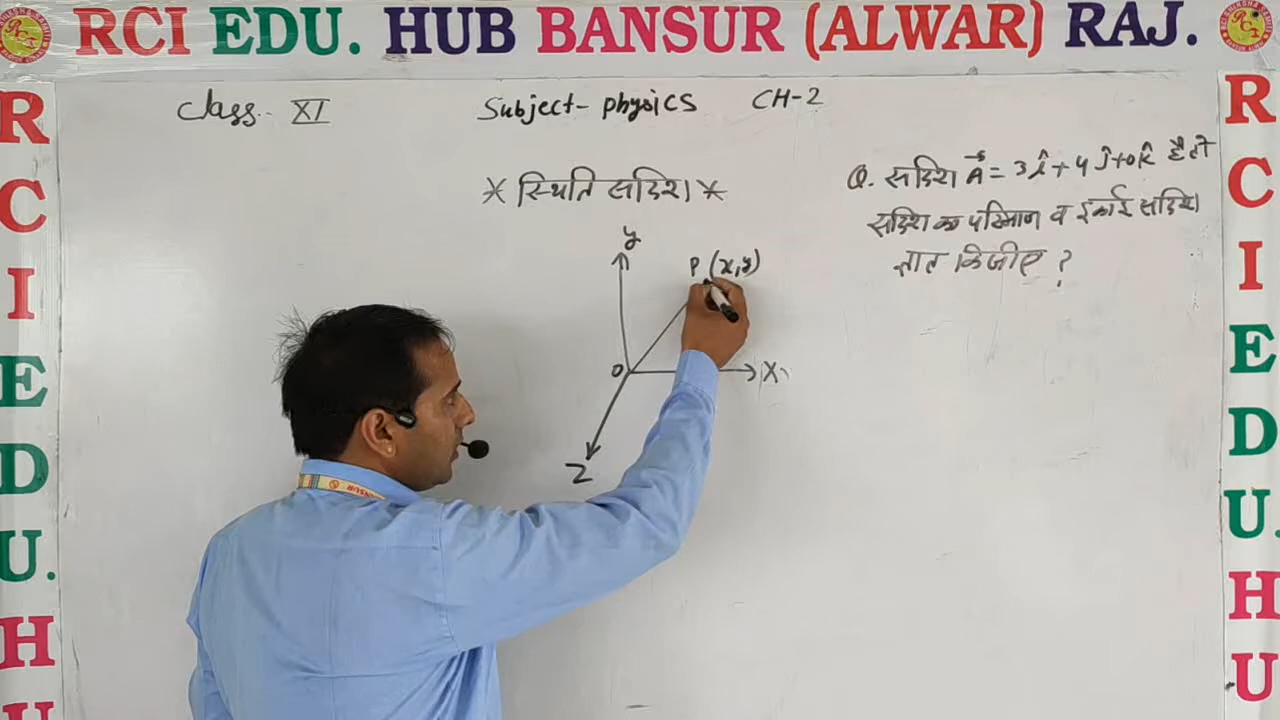 RCI EDU. HUB BANSUR (ALWAR) RAJ.
Class- XI Subject- physics CH-2
* स्थिति सदिश *
Q. सदिश A⃗ = 3î + 4ĵ + 0k̂ है तो
सदिश का परिमाण व इकाई सदिश
ज्ञात किजीए ?
y
P (x,y)
O
X
Z
R
C
I
E
D
U.
H
U
R
C
I
E
D
U.
H
U